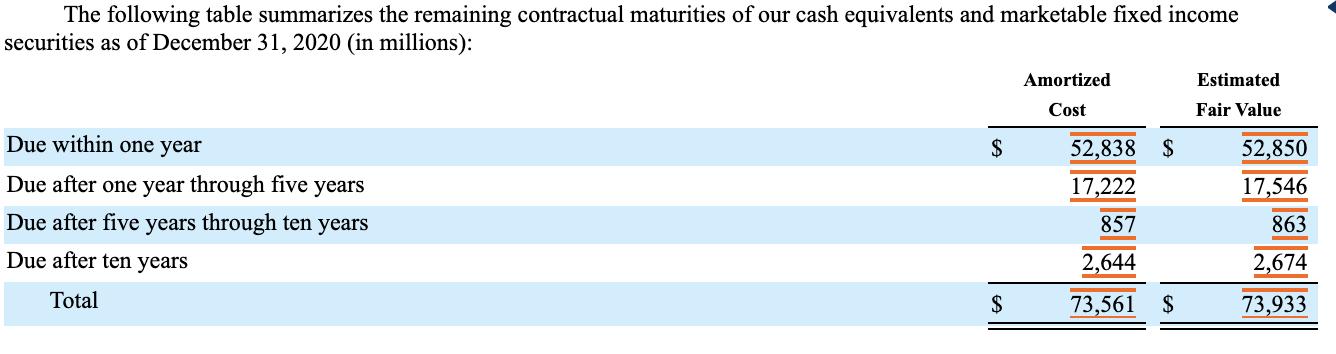 The following table summarizes the remaining contractual maturities of our cash equivalents and marketable fixed income
securities as of December 31, 2020 (in millions):
Amortized Estimated
Cost Fair Value
Due within one year $ 52,838 $ 52,850
Due after one year through five years 17,222 17,546
Due after five years through ten years 857 863
Due after ten years 2,644 2,674
Total $ 73,561 $ 73,933